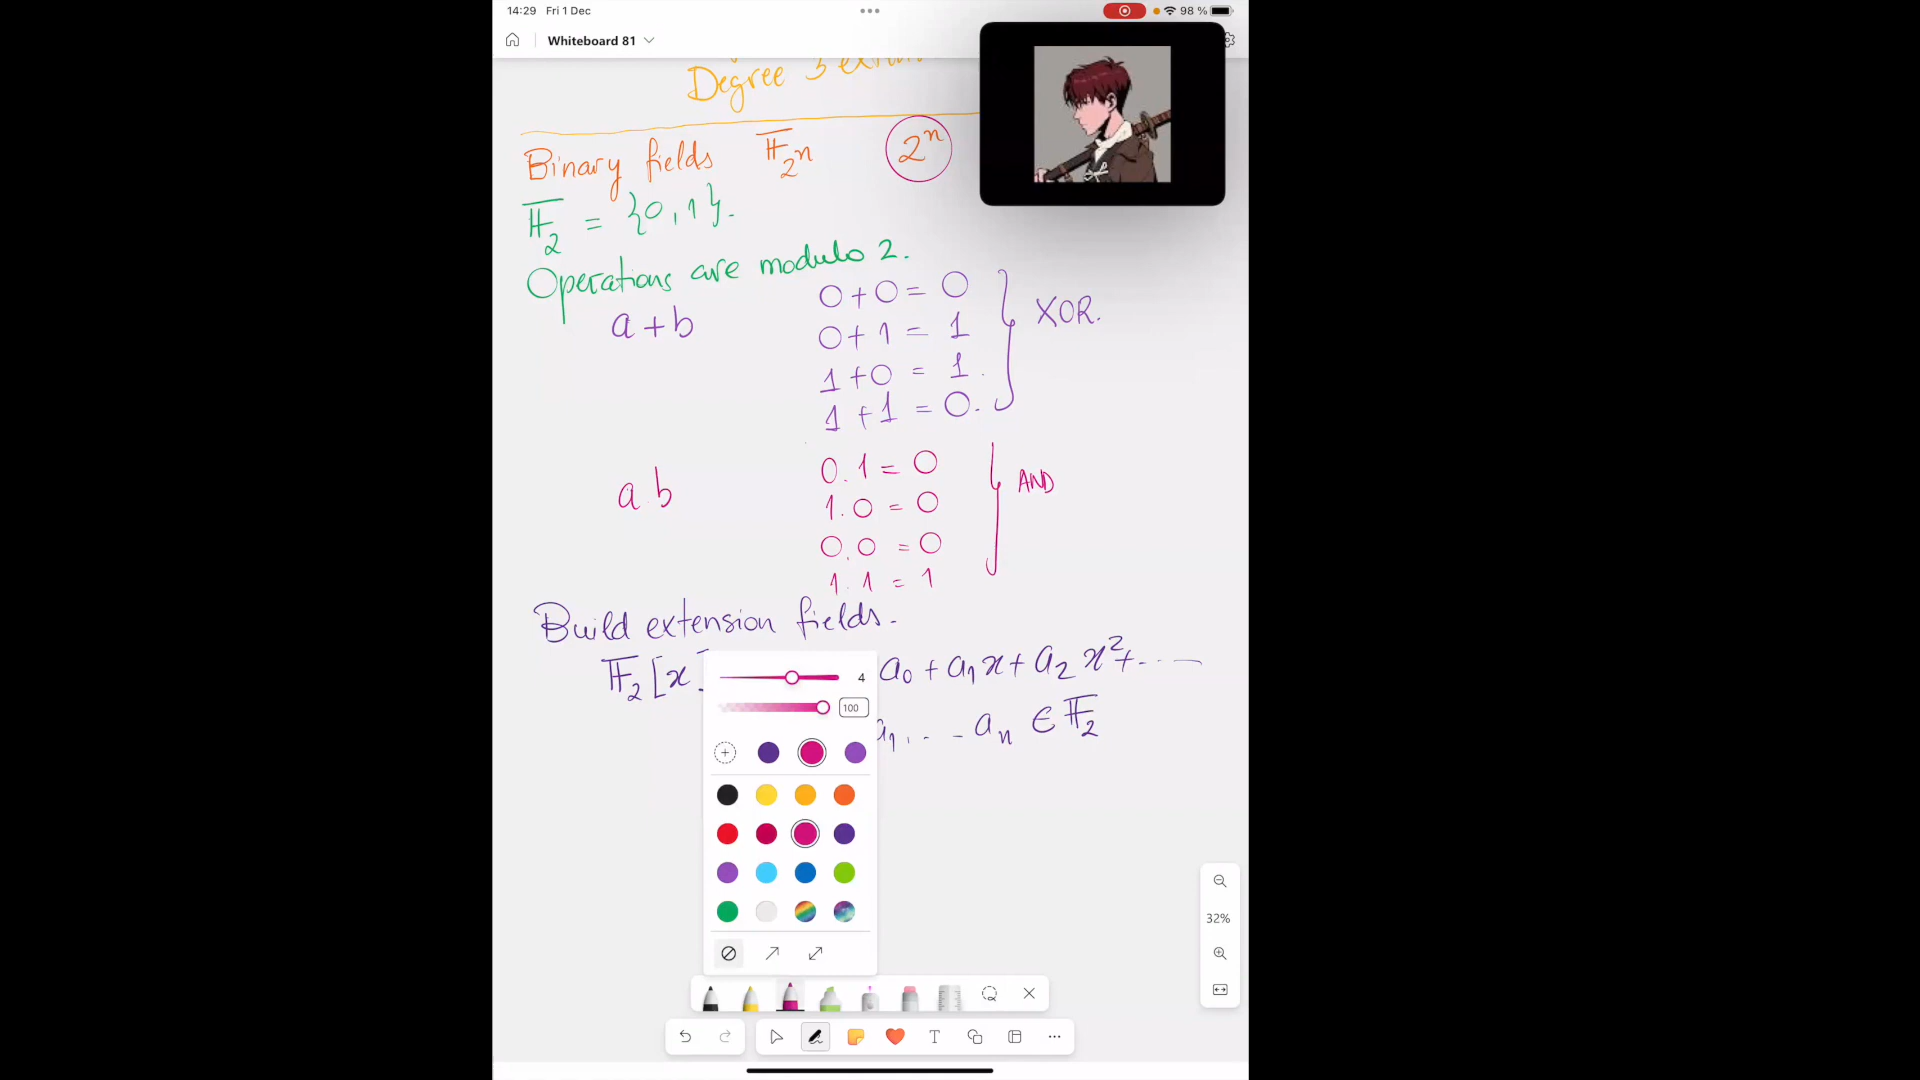 14:29 Fri 1 Dec 98 %
Whiteboard 81
Degree 3
Binary fields 𝔽₂ⁿ 2ⁿ
𝔽₂ = {0,1}.
Operations are modulo 2.
a+b
0+0=0
0+1=1
1+0=1.
1+1=0.
XOR.
a.b
0.1=0
1.0=0
0.0=0
1.1=1
AND
Build extension fields.
𝔽₂[x] a₀+a₁x+a₂x²+.----
a₁,..-aₙ ∈𝔽₂
4
100
32%